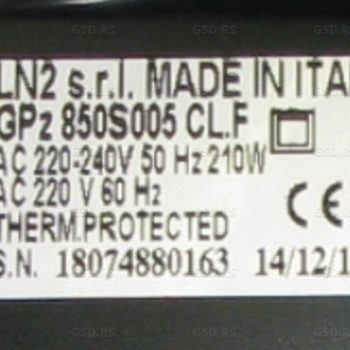 LN2 s.r.l. MADE IN ITA
GPz 850S005 CL.F
AC 220-240V 50 Hz 210W
AC 220 V 60 Hz
THERM.PROTECTED
CE
S.N. 18074880163 14/12/1